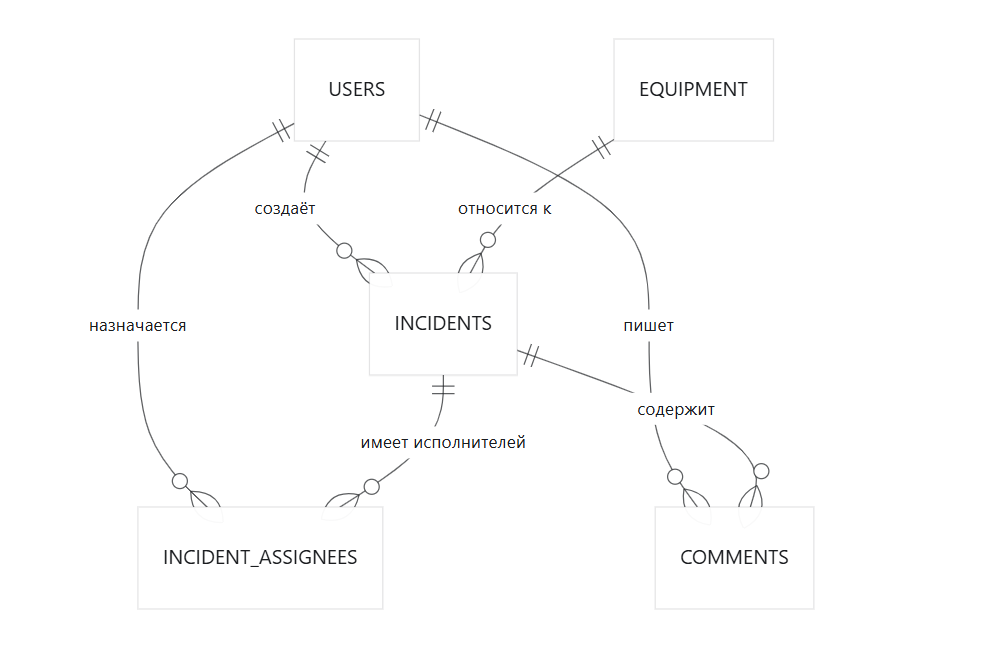 USERS
EQUIPMENT
создаёт
относится к
назначается
INCIDENTS
пишет
содержит
имеет исполнителей
INCIDENT_ASSIGNEES
COMMENTS